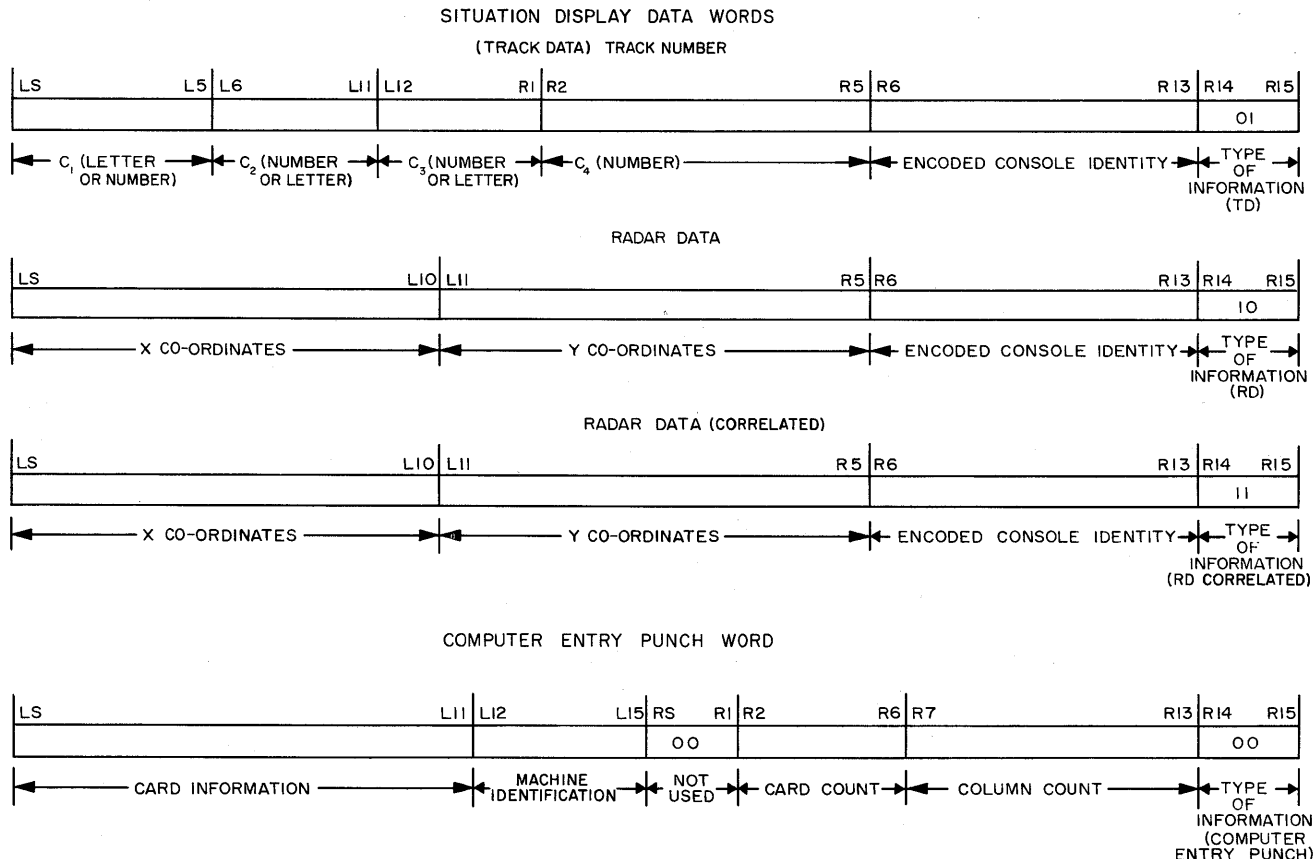 SITUATION DISPLAY DATA WORDS
(TRACK DATA) TRACK NUMBER
LS L5 L6 L11 L12 R1 R2 R5 R6 R13 R14 R15
01
C1 (LETTER OR NUMBER) C2 (NUMBER OR LETTER) C3 (NUMBER OR LETTER) C4 (NUMBER) ENCODED CONSOLE IDENTITY TYPE OF INFORMATION (TD)
RADAR DATA
LS L10 L11 R5 R6 R13 R14 R15
10
X CO-ORDINATES Y CO-ORDINATES ENCODED CONSOLE IDENTITY TYPE OF INFORMATION (RD)
RADAR DATA (CORRELATED)
LS L10 L11 R5 R6 R13 R14 R15
11
X CO-ORDINATES Y CO-ORDINATES ENCODED CONSOLE IDENTITY TYPE OF INFORMATION (RD CORRELATED)
COMPUTER ENTRY PUNCH WORD
LS L11 L12 L15 RS R1 R2 R6 R7 R13 R14 R15
00 00
CARD INFORMATION MACHINE IDENTIFICATION NOT USED CARD COUNT COLUMN COUNT TYPE OF INFORMATION (COMPUTER ENTRY PUNCH)